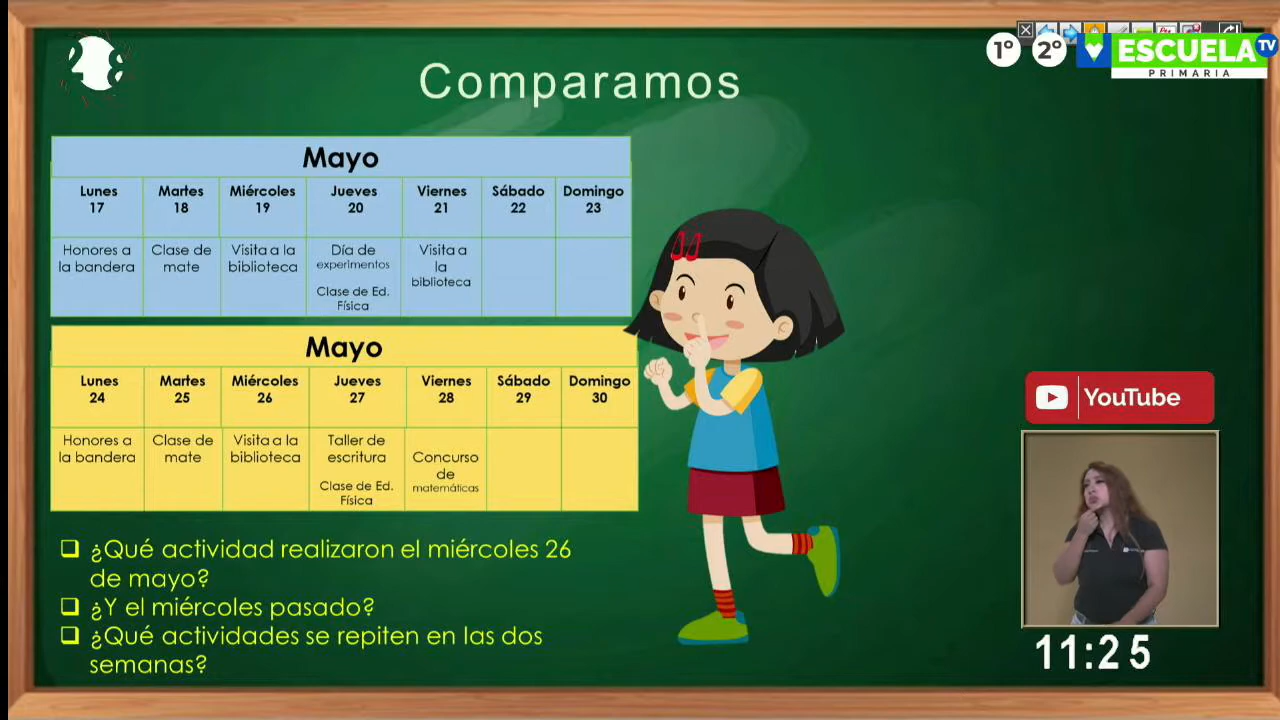 1° 2° ESCUELA TV
PRIMARIA
Comparamos
Mayo
Lunes Martes Miércoles Jueves Viernes Sábado Domingo
17 18 19 20 21 22 23
Honores a Clase de Visita a la Día de Visita a
la bandera mate biblioteca experimentos la
biblioteca
Clase de Ed.
Física
Mayo
Lunes Martes Miércoles Jueves Viernes Sábado Domingo
24 25 26 27 28 29 30
Honores a Clase de Visita a la Taller de
la bandera mate biblioteca escritura Concurso
de
Clase de Ed. matemáticas
Física
¿Qué actividad realizaron el miércoles 26
de mayo?
¿Y el miércoles pasado?
¿Qué actividades se repiten en las dos
semanas?
YouTube
11:25